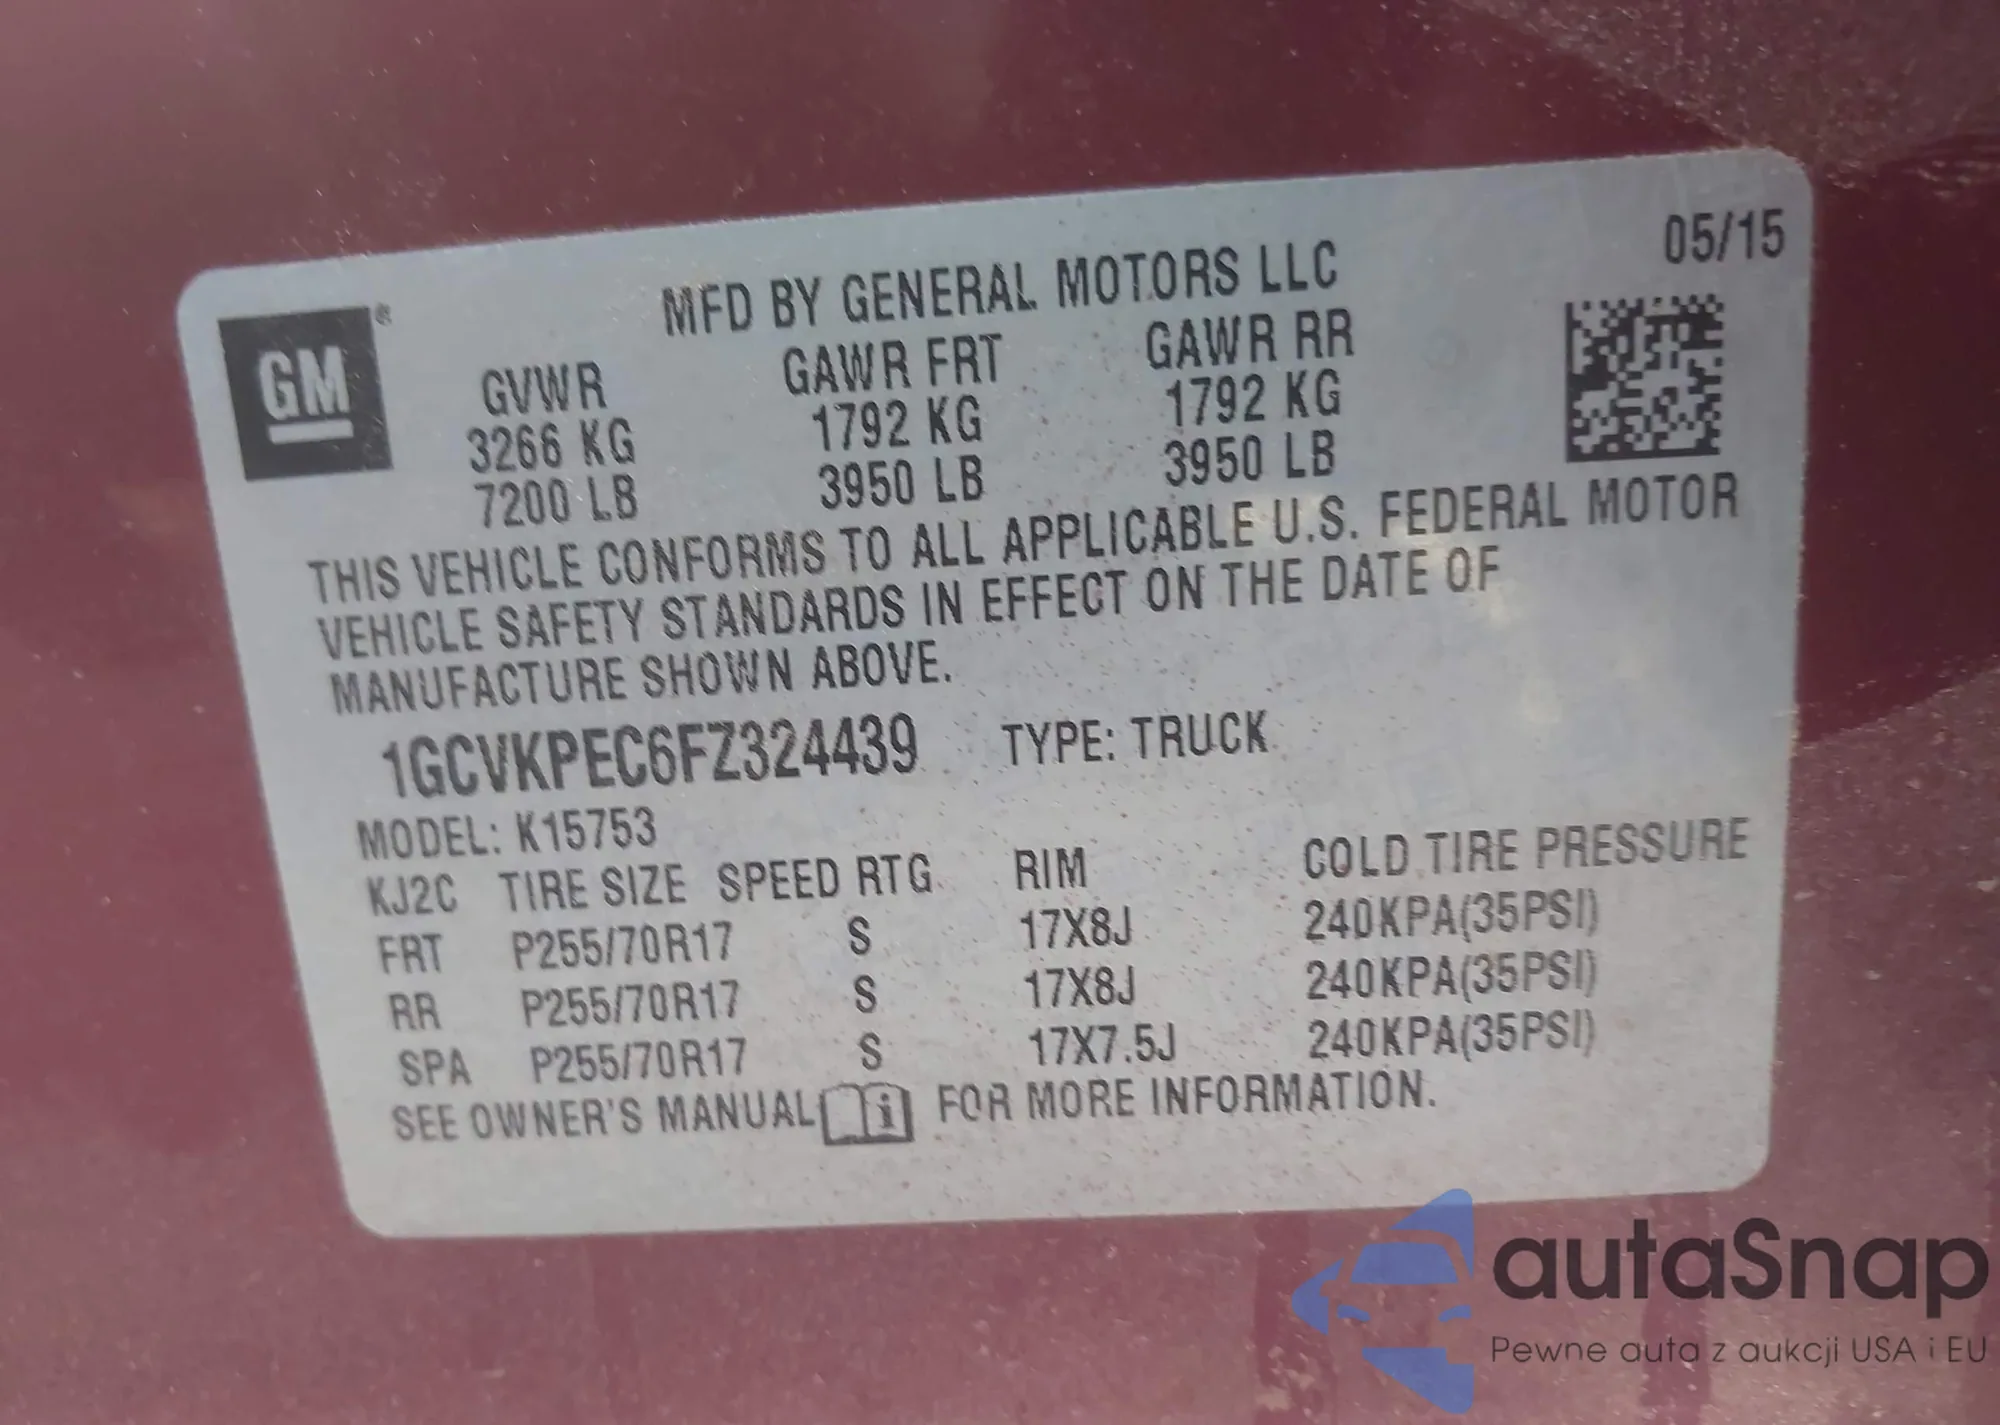 05/15
MFD BY GENERAL MOTORS LLC
GM®
GVWR GAWR FRT GAWR RR
3266 KG 1792 KG 1792 KG
7200 LB 3950 LB 3950 LB
THIS VEHICLE CONFORMS TO ALL APPLICABLE U.S. FEDERAL MOTOR
VEHICLE SAFETY STANDARDS IN EFFECT ON THE DATE OF
MANUFACTURE SHOWN ABOVE.
1GCVKPEC6FZ324439 TYPE: TRUCK
MODEL: K15753
KJ2C TIRE SIZE SPEED RTG RIM COLD TIRE PRESSURE
FRT P255/70R17 S 17X8J 240KPA(35PSI)
RR P255/70R17 S 17X8J 240KPA(35PSI)
SPA P255/70R17 S 17X7.5J 240KPA(35PSI)
SEE OWNER'S MANUAL i FOR MORE INFORMATION.
autaSnap
Pewne auta z aukcji USA i EU